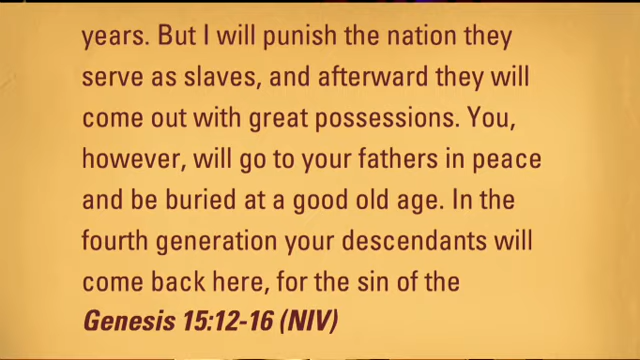 years. But I will punish the nation they
serve as slaves, and afterward they will
come out with great possessions. You,
however, will go to your fathers in peace
and be buried at a good old age. In the
fourth generation your descendants will
come back here, for the sin of the
Genesis 15:12-16 (NIV)